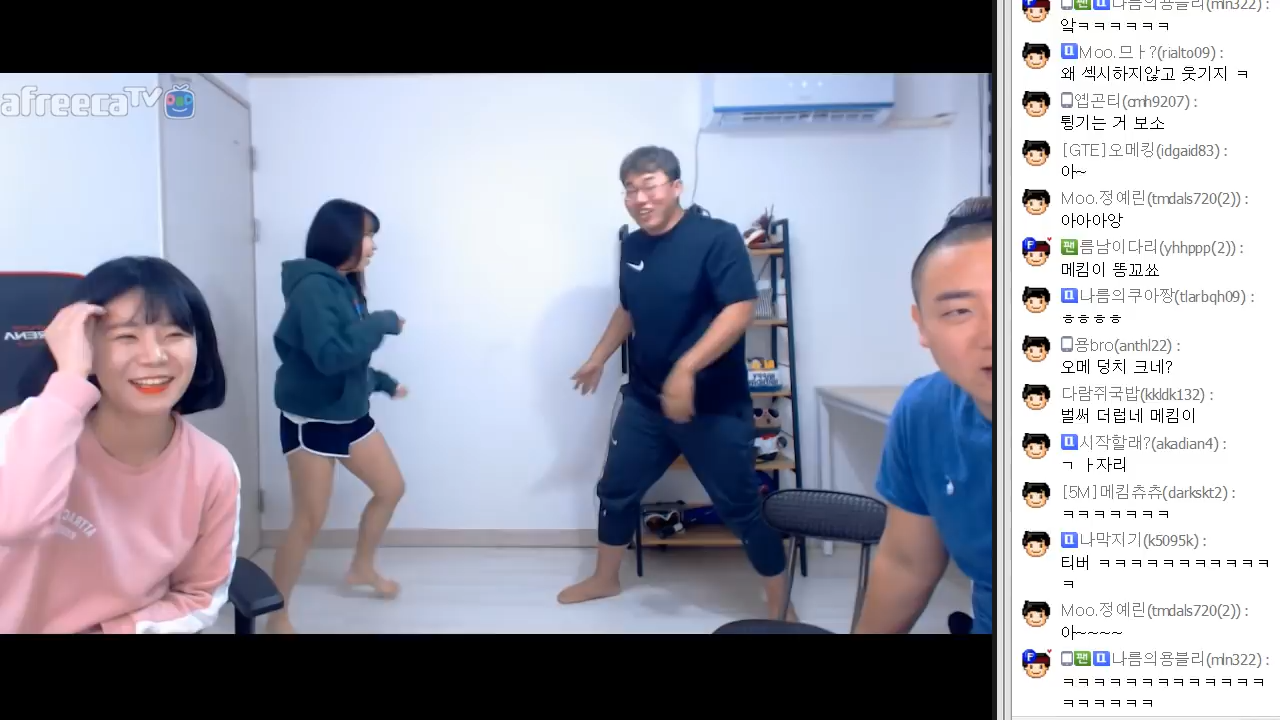 afreecaTV
나름의용블리(mln322) :
앜ㅋㅋㅋㅋㅋㅋ
Moo.므ㅏ?(rialto09) :
왜 섹시하지않고 웃기지 ㅋ
엽곤티(cmh9207) :
튕기는 거 보소
[GTE]오메킹(idgaid83) :
아~
Moo.정예린(tmdals720(2)) :
아아아앙
팬 름남이다리(yhhppp(2)) :
메킴이 똥꼬쑈
나름의쿠아짱(tlarbqh09) :
ㅎㅎㅎㅎ
용bro(anthl22) :
오메 덩치 크네?
다람쥐국밥(kkldk132) :
벌써 더럽네 메킴이
시작할래?(akadian4) :
ㄱ ㅏ자리
[5M]메킴츄츄(darkskt2) :
ㅋㅋㅋㅋㅋㅋㅋ
나막지기(k5095k) :
티버 ㅋㅋㅋㅋㅋㅋㅋㅋㅋㅋㅋ
ㅋ
Moo.정예린(tmdals720(2)) :
아~~~~
팬 나름의용블리(mln322) :
ㅋㅋㅋㅋㅋㅋㅋㅋㅋㅋㅋㅋㅋ
ㅋㅋㅋㅋㅋㅋ